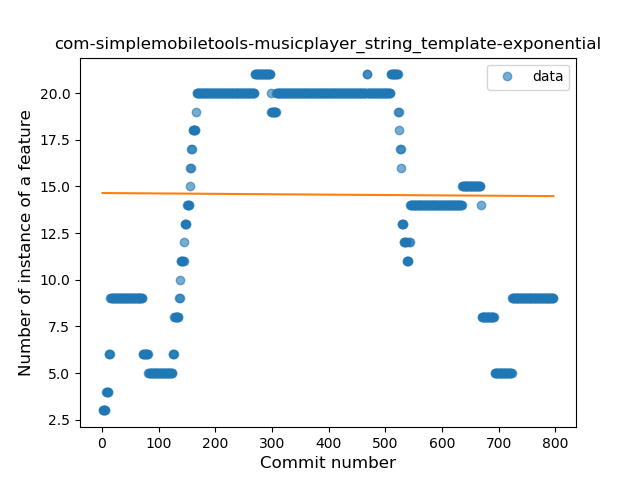 com-simplemobiletools-musicplayer_string_template-exponential
data
Number of instance of a feature
20.0
17.5
15.0
12.5
10.0
7.5
5.0
2.5
0 100 200 300 400 500 600 700 800
Commit number